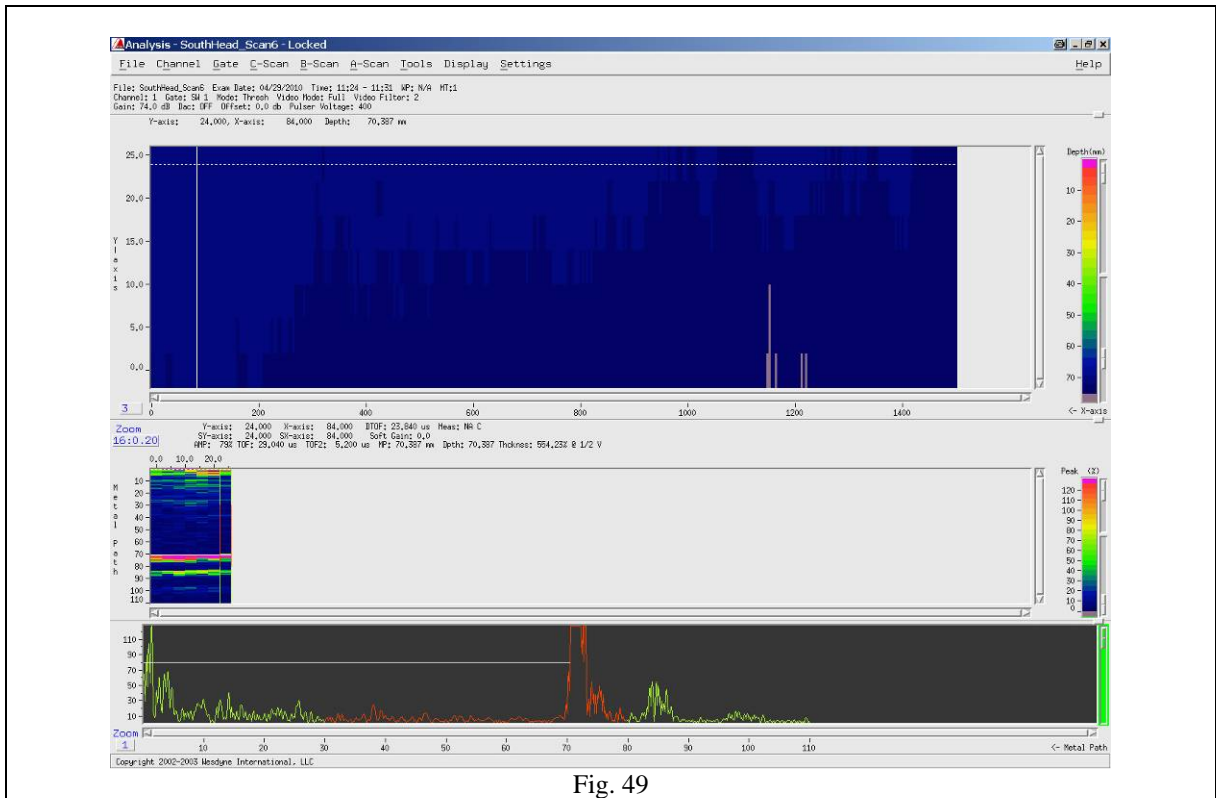 Analysis - SouthHead_Scan6 - Locked
File Channel Gate C-Scan B-Scan A-Scan Tools Display Settings Help
File: SouthHead_Scan6 Exam Date: 04/29/2010 Time: 11:24 - 11:31 WP: N/A MT:1
Channel: 1 Gate: SW 1 Mode: Thresh Video Mode: Full Video Filter: 2
Gain: 74.0 dB Dac: OFF Offset: 0.0 db Pulser Voltage: 400
Y-axis: 24.000, X-axis: 84.000 Depth: 70.387 mm
25.0
20.0
15.0
10.0
5.0
0.0
Depth(mm)
10
20
30
40
50
60
70
3
0 200 400 600 800 1000 1200 1400
<- X-axis
Zoom
16:0.20
Y-axis: 24.000 X-axis: 84.000 DTOF: 23.840 us Meas: NA C
SY-axis: 24.000 SX-axis: 84.000 Soft Gain: 0.0
AMP: 79% TOF: 29.040 us TOF2: 5.200 us MP: 70.387 mm Dpth: 70.387 Thcknes: 554.23% @ 1/2 V
0.0 10.0 20.0
Metal Path
10
20
30
40
50
60
70
80
90
100
110
Peak (%)
120
110
100
90
80
70
60
50
40
30
20
10
0
110
90
70
50
30
10
Zoom
1
10 20 30 40 50 60 70 80 90 100 110
<- Metal Path
Copyright 2002-2003 Wesdyne International, LLC
Fig. 49